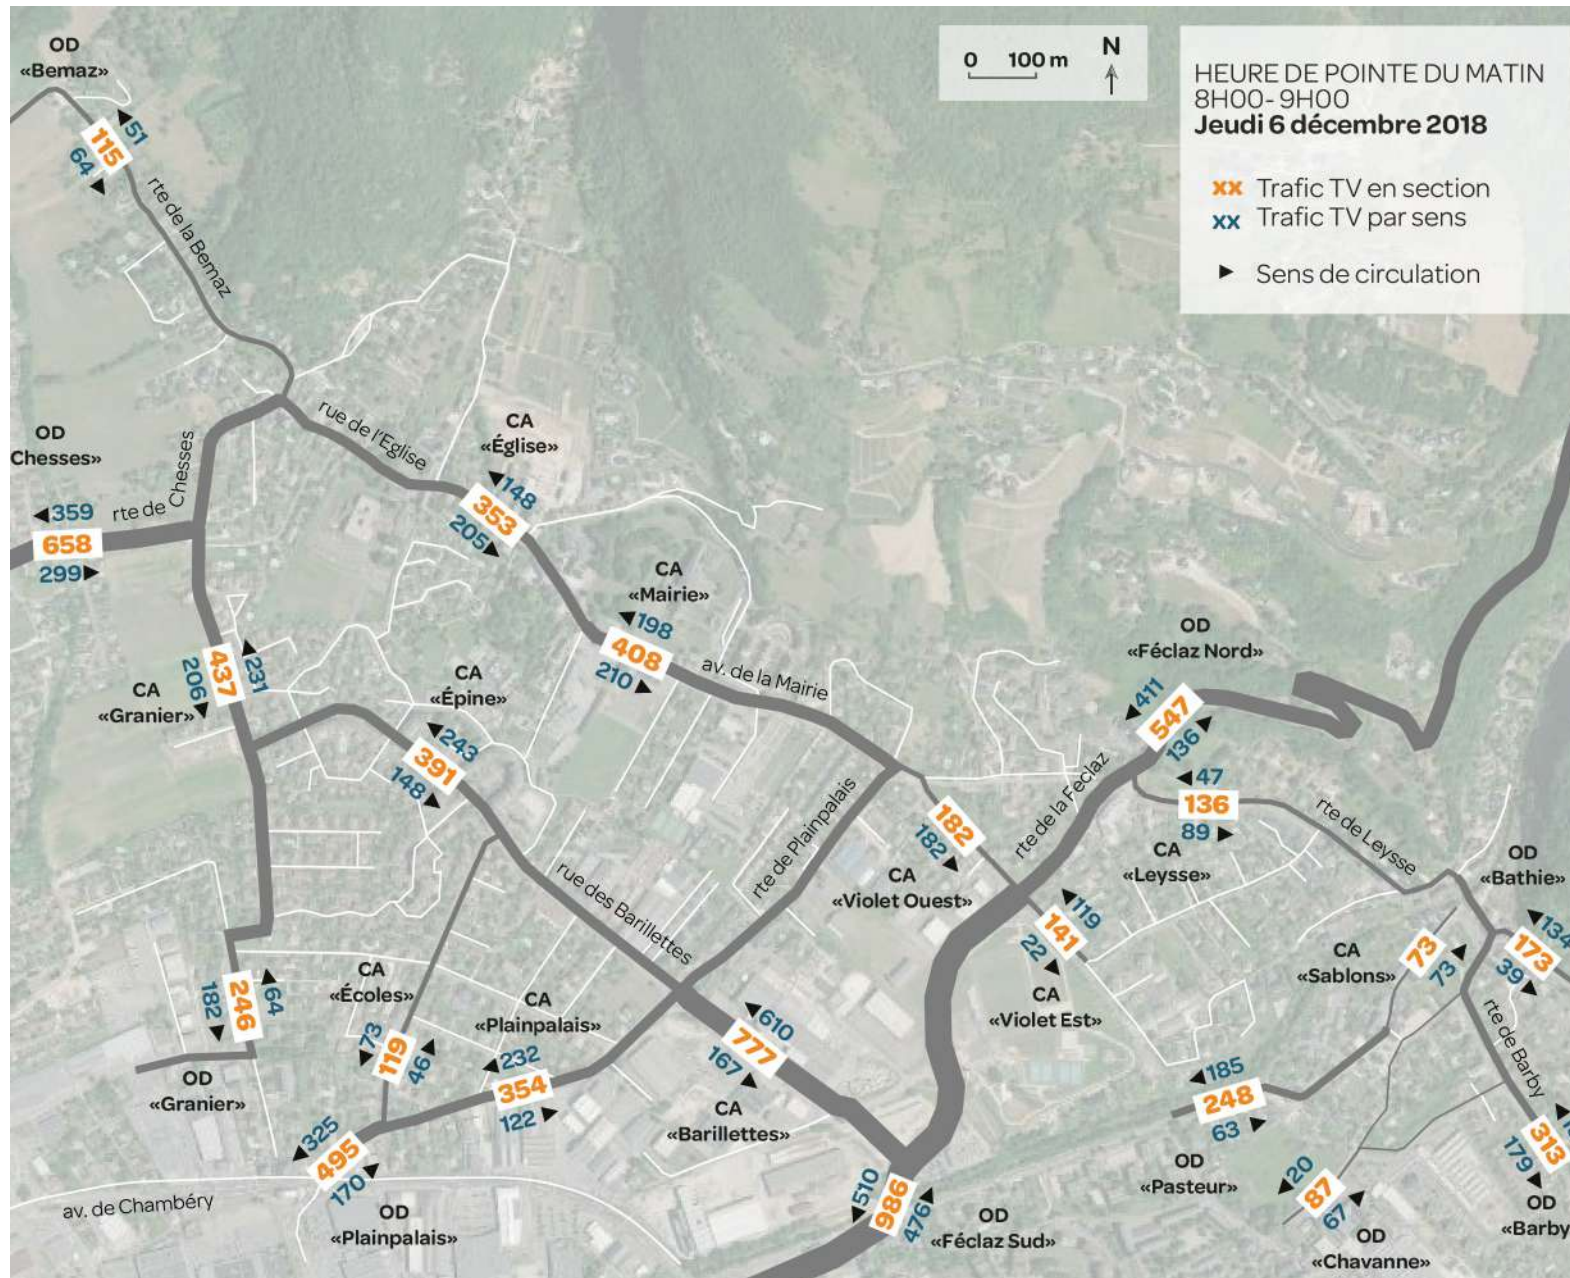 OD
«Bemaz»
51
115
64
rte de la Bemaz
0 100 m
N
HEURE DE POINTE DU MATIN
8H00-9H00
Jeudi 6 décembre 2018
xx Trafic TV en section
xx Trafic TV par sens
Sens de circulation
OD
Chesses»
rte de Chesses
359
658
299
rue de l'Eglise
CA
«Église»
148
353
205
CA
«Mairie»
198
408
210
av. de la Mairie
CA
«Granier»
437
206
231
CA
«Épine»
243
391
148
OD
«Féclaz Nord»
411
547
136
rte de la Feclaz
47
136
89
CA
«Leysse»
rte de Leysse
rte de Plainpalais
182
182
CA
«Violet Ouest»
119
141
22
CA
«Violet Est»
OD
«Bathie»
134
173
39
CA
«Sablons»
73
73
rue des Barillettes
CA
«Écoles»
73
119
46
182
246
64
OD
«Granier»
CA
«Plainpalais»
232
354
122
610
777
167
CA
«Barillettes»
rte de Barby
185
248
63
OD
«Pasteur»
313
179
OD
«Barby
325
495
170
OD
«Plainpalais»
av. de Chambéry
510
986
476
OD
«Féclaz Sud»
20
87
67
OD
«Chavanne»